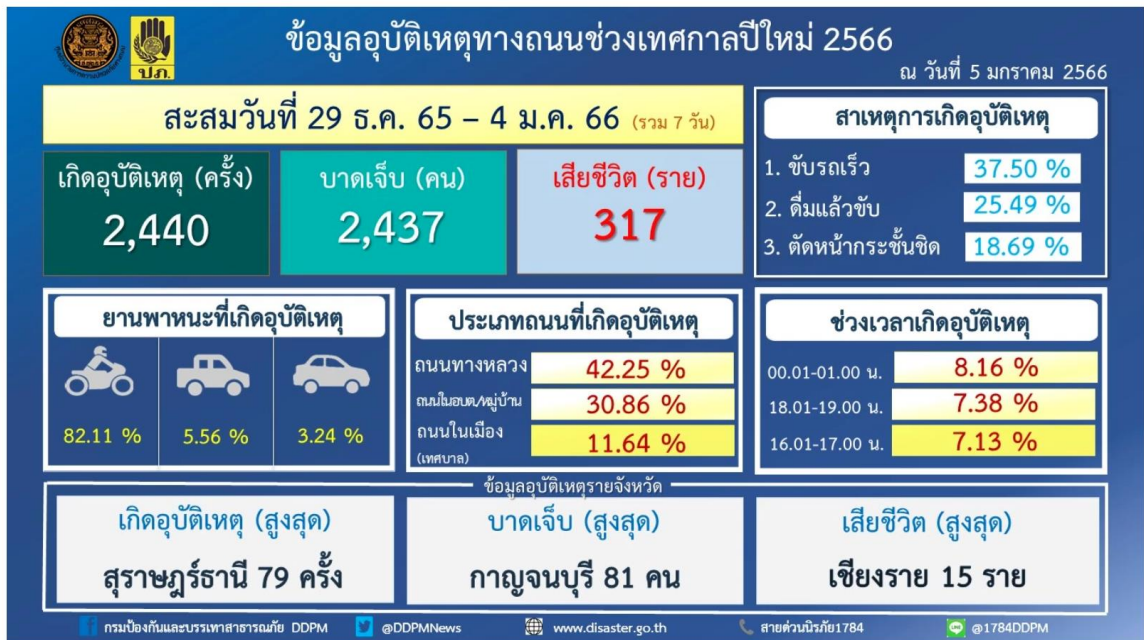 ข้อมูลอุบัติเหตุทางถนนช่วงเทศกาลปีใหม่ 2566
ปภ.
ณ วันที่ 5 มกราคม 2566
สะสมวันที่ 29 ธ.ค. 65 – 4 ม.ค. 66 (รวม 7 วัน)
เกิดอุบัติเหตุ (ครั้ง)
2,440
บาดเจ็บ (คน)
2,437
เสียชีวิต (ราย)
317
สาเหตุการเกิดอุบัติเหตุ
1. ขับรถเร็ว 37.50 %
2. ดื่มแล้วขับ 25.49 %
3. ตัดหน้ากระชั้นชิด 18.69 %
ยานพาหนะที่เกิดอุบัติเหตุ
82.11 % 5.56 % 3.24 %
ประเภทถนนที่เกิดอุบัติเหตุ
ถนนทางหลวง 42.25 %
ถนนในอบต./หมู่บ้าน 30.86 %
ถนนในเมือง 11.64 %
(เทศบาล)
ช่วงเวลาเกิดอุบัติเหตุ
00.01-01.00 น. 8.16 %
18.01-19.00 น. 7.38 %
16.01-17.00 น. 7.13 %
ข้อมูลอุบัติเหตุรายจังหวัด
เกิดอุบัติเหตุ (สูงสุด)
สุราษฎร์ธานี 79 ครั้ง
บาดเจ็บ (สูงสุด)
กาญจนบุรี 81 คน
เสียชีวิต (สูงสุด)
เชียงราย 15 ราย
กรมป้องกันและบรรเทาสาธารณภัย DDPM @DDPMNews www.disaster.go.th สายด่วนนิรภัย1784 @1784DDPM